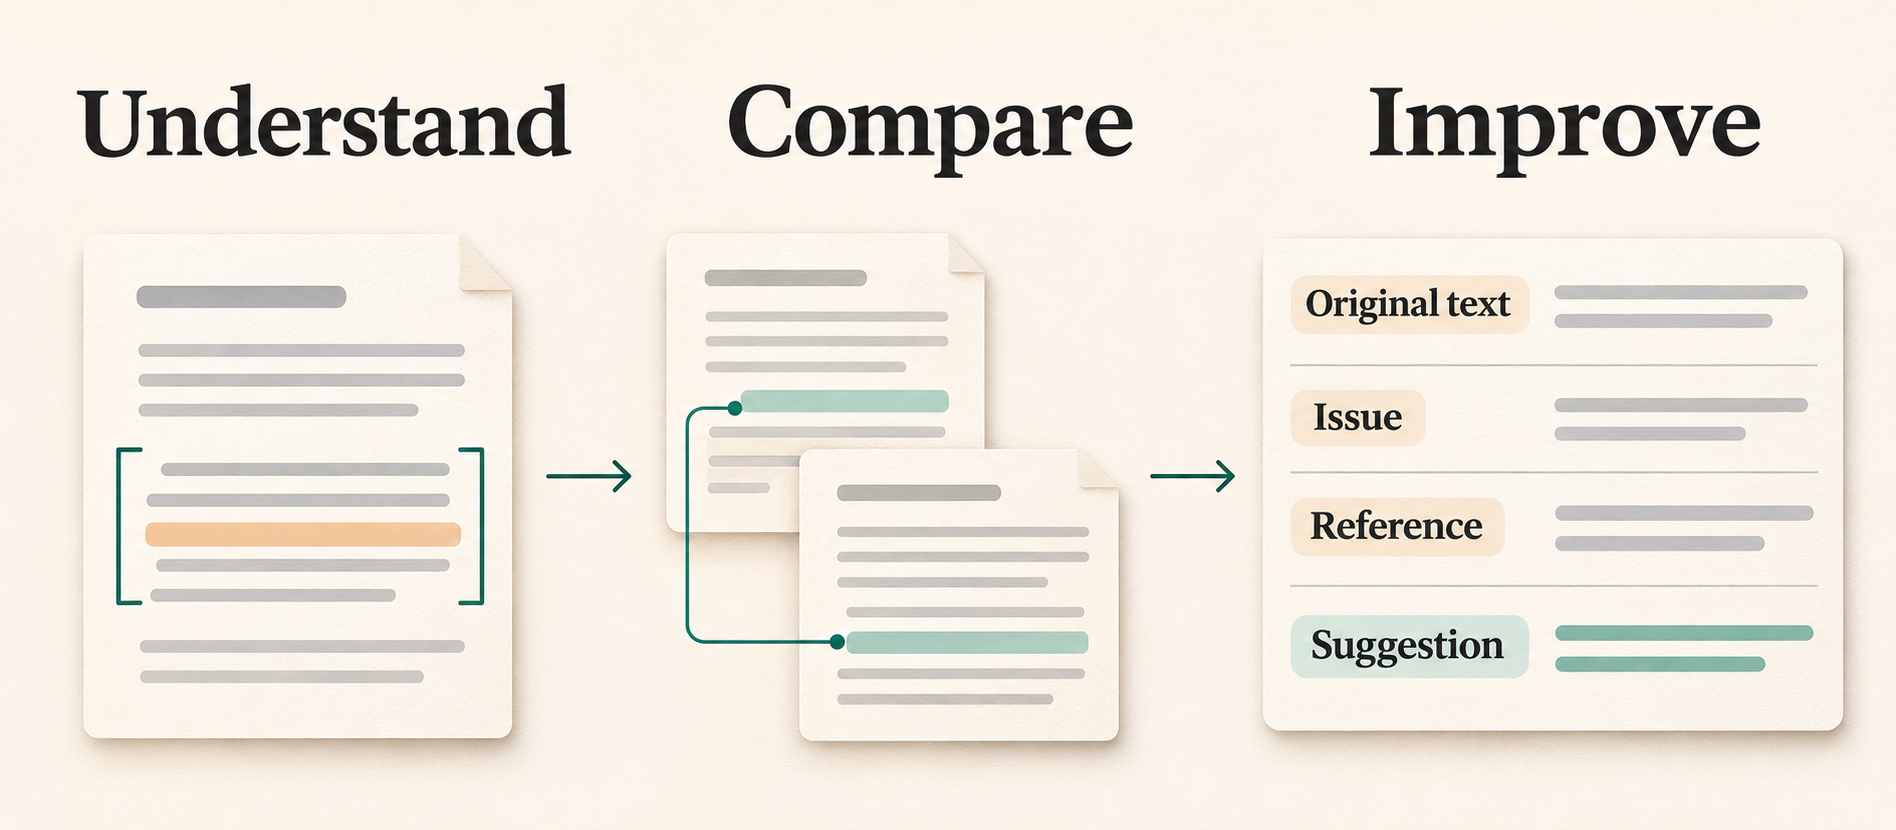 Understand
Compare
Improve
Original text
Issue
Reference
Suggestion